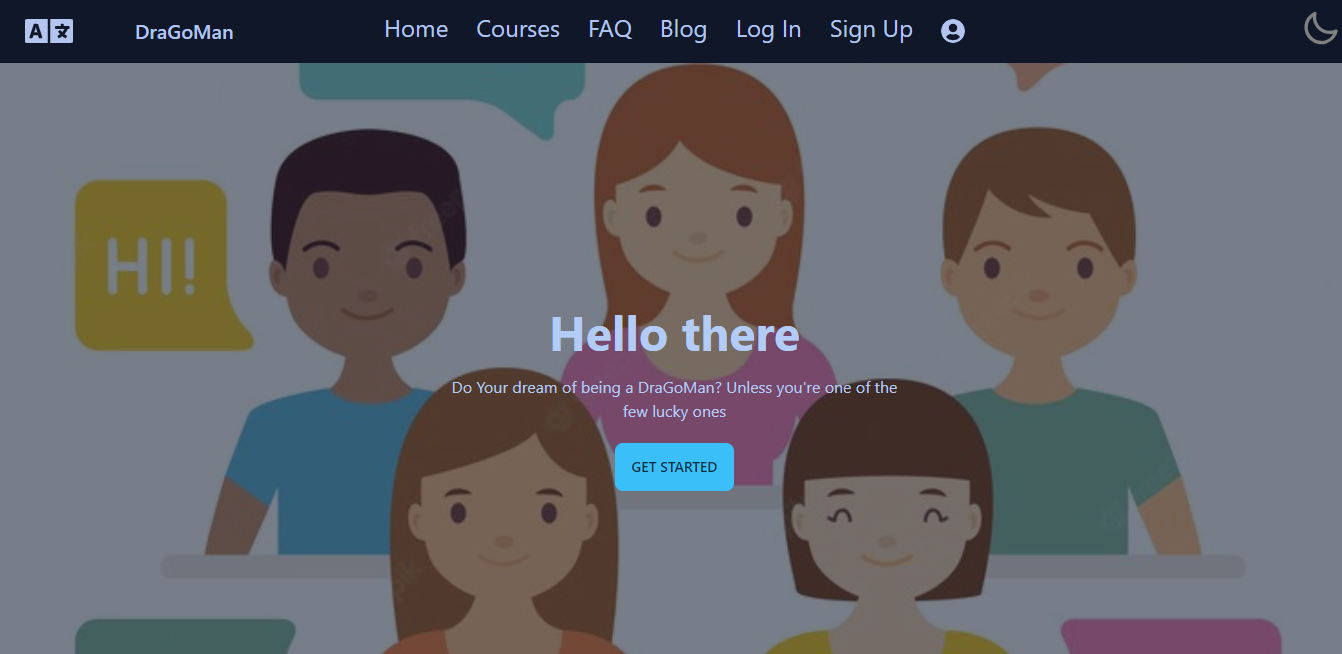 A 文
DraGoMan
Home
Courses
FAQ
Blog
Log In
Sign Up
HI!
Hello there
Do Your dream of being a DraGoMan? Unless you're one of the
few lucky ones
GET STARTED